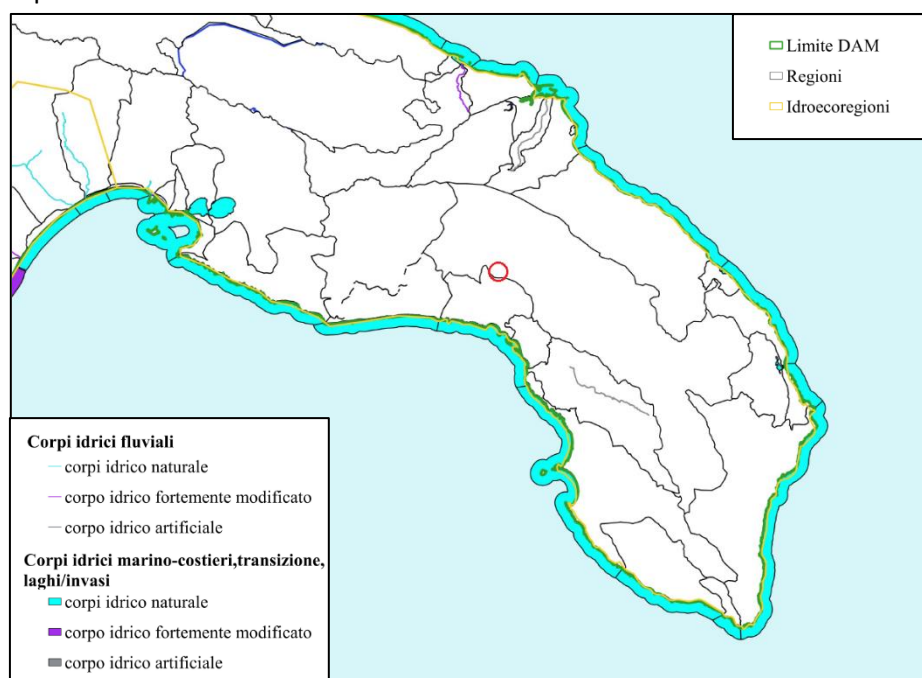 Limite DAM
Regioni
Idroecoregioni
Corpi idrici fluviali
corpi idrico naturale
corpo idrico fortemente modificato
corpo idrico artificiale
Corpi idrici marino-costieri,transizione,
laghi/invasi
corpi idrico naturale
corpo idrico fortemente modificato
corpo idrico artificiale